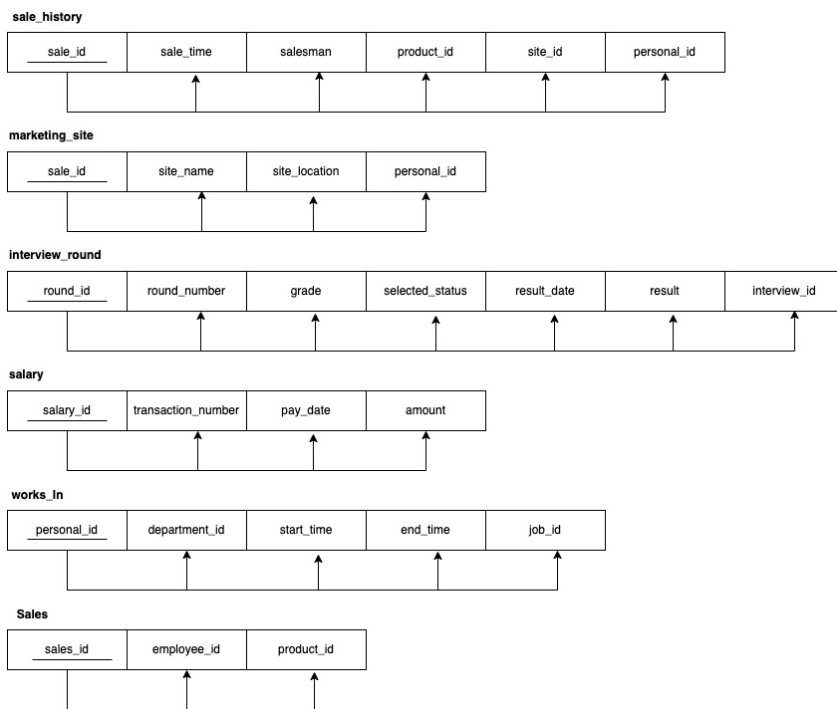 sale_history
sale_id sale_time salesman product_id site_id personal_id
marketing_site
sale_id site_name site_location personal_id
interview_round
round_id round_number grade selected_status result_date result interview_id
salary
salary_id transaction_number pay_date amount
works_In
personal_id department_id start_time end_time job_id
Sales
sales_id employee_id product_id